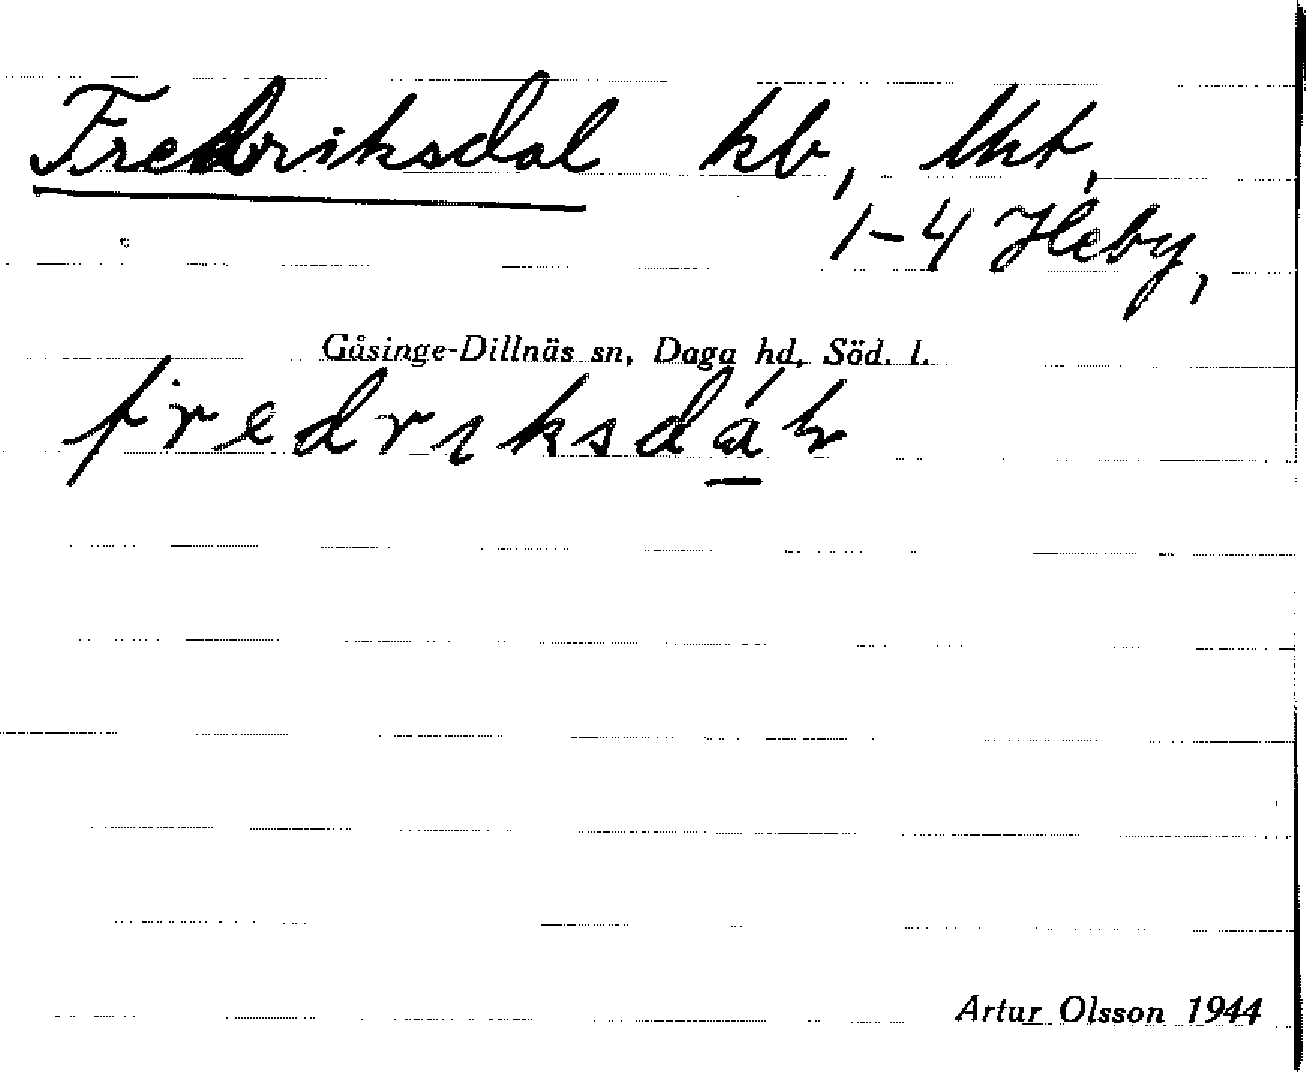 Fredriksdal kb, lht,
1-4 Heby,
Gåsinge-Dillnäs sn, Daga hd, Söd. l.
Artur Olsson 1944